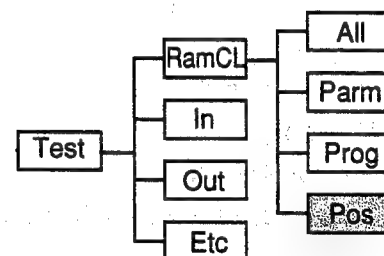 Test
RamCL
In
Out
Etc
All
Parm
Prog
Pos